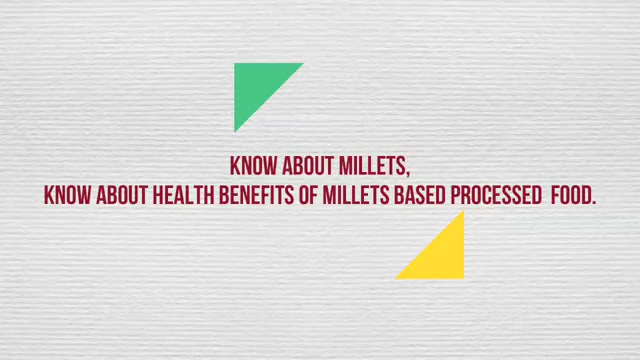 KNOW ABOUT MILLETS,
KNOW ABOUT HEALTH BENEFITS OF MILLETS BASED PROCESSED FOOD.